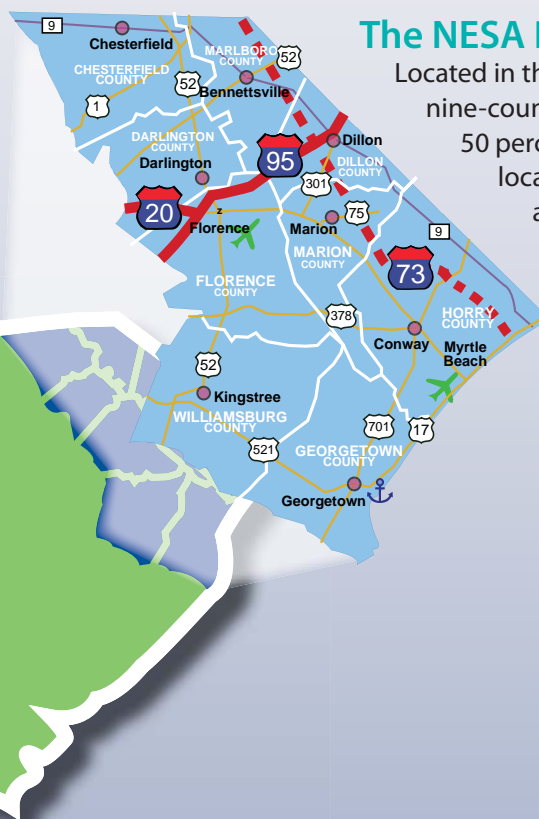 The NESA
Located in th
nine-coun
50 perc
loca
a
9
Chesterfield
CHESTERFIELD
COUNTY
1
52
MARLBORO
COUNTY
52
Bennettsville
DARLINGTON
COUNTY
Darlington
95
Dillon
DILLON
COUNTY
301
20
z
Florence
Marion
75
MARION
COUNTY
9
73
FLORENCE
COUNTY
HORRY
COUNTY
378
Conway
Myrtle
Beach
52
Kingstree
WILLIAMSBURG
COUNTY
701
17
521
GEORGETOWN
COUNTY
Georgetown